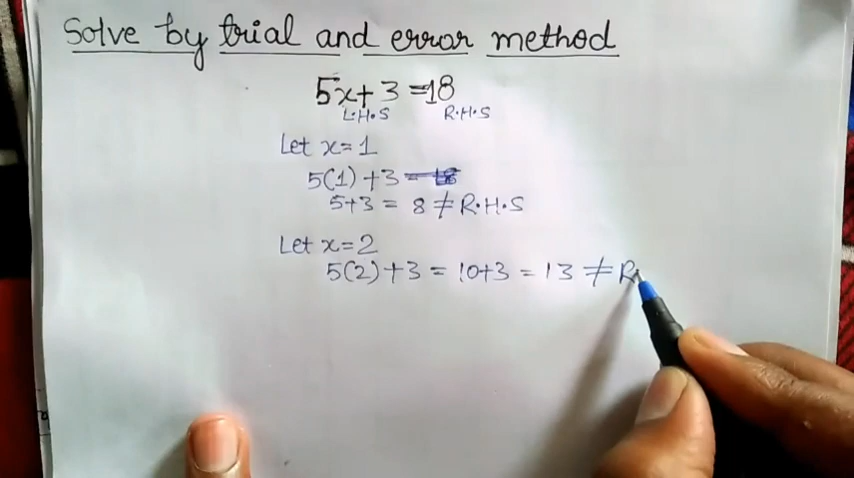 Solve by trial and error method
5x+3=18
L.H.S R.H.S
Let x=1
5(1)+3=
5+3 = 8 ≠ R.H.S
Let x=2
5(2)+3 = 10+3 = 13 ≠ R